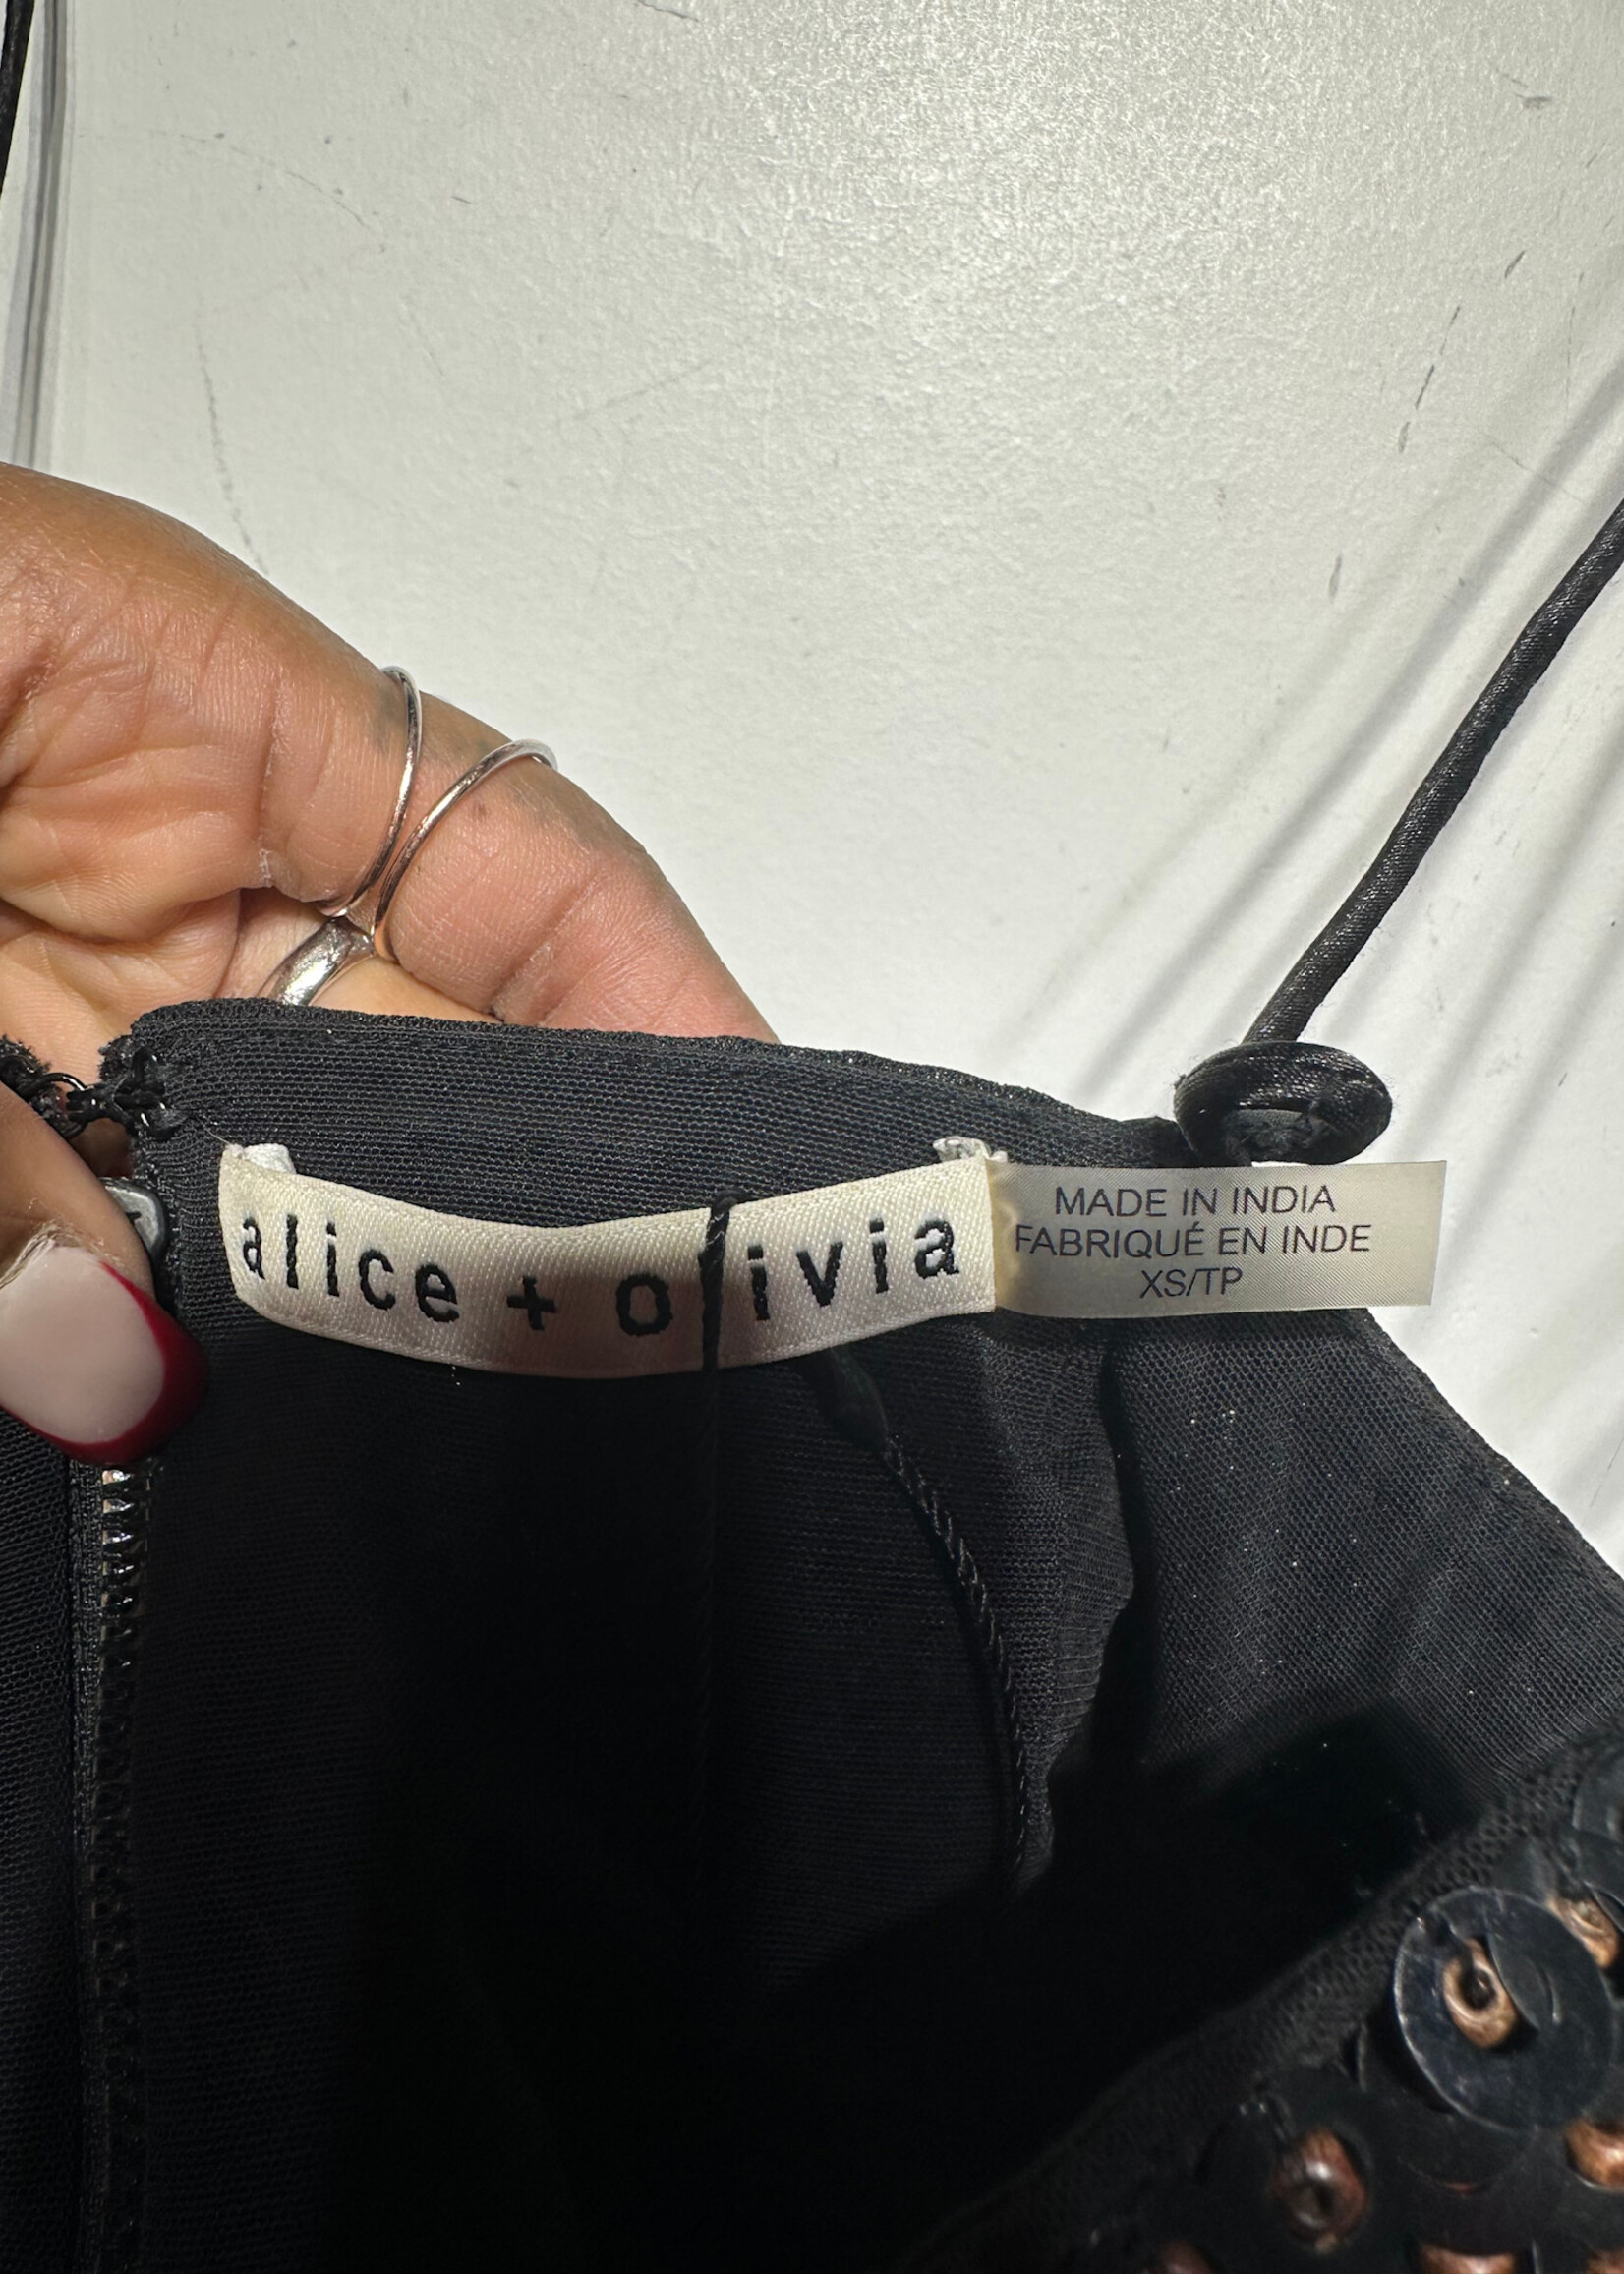 alice + olivia
MADE IN INDIA
FABRIQUÉ EN INDE
XS/TP